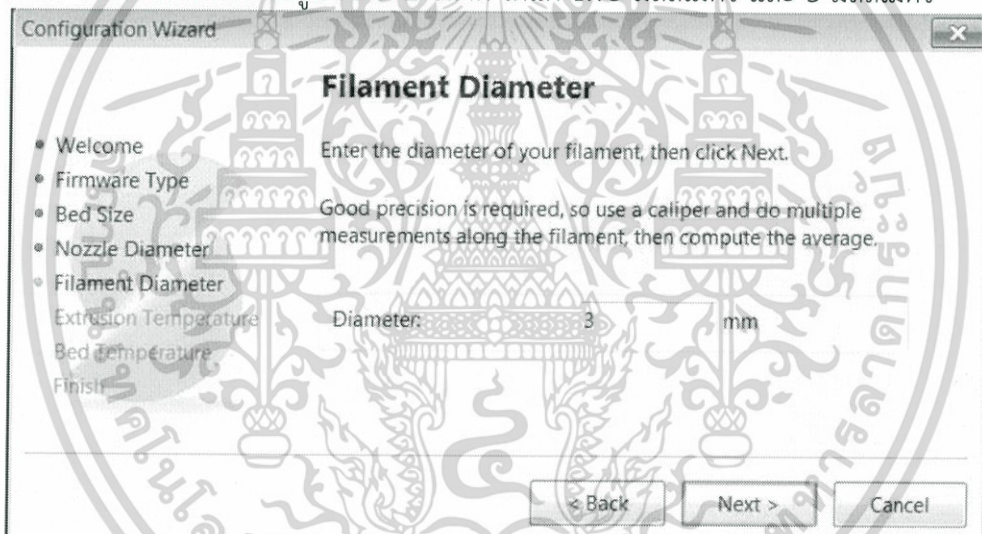 Configuration Wizard
Filament Diameter
• Welcome
• Firmware Type
• Bed Size
• Nozzle Diameter
• Filament Diameter
Extrusion Temperature
Bed Temperature
Finish
Enter the diameter of your filament, then click Next.
Good precision is required, so use a caliper and do multiple
measurements along the filament, then compute the average.
Diameter: 3 mm
< Back Next > Cancel